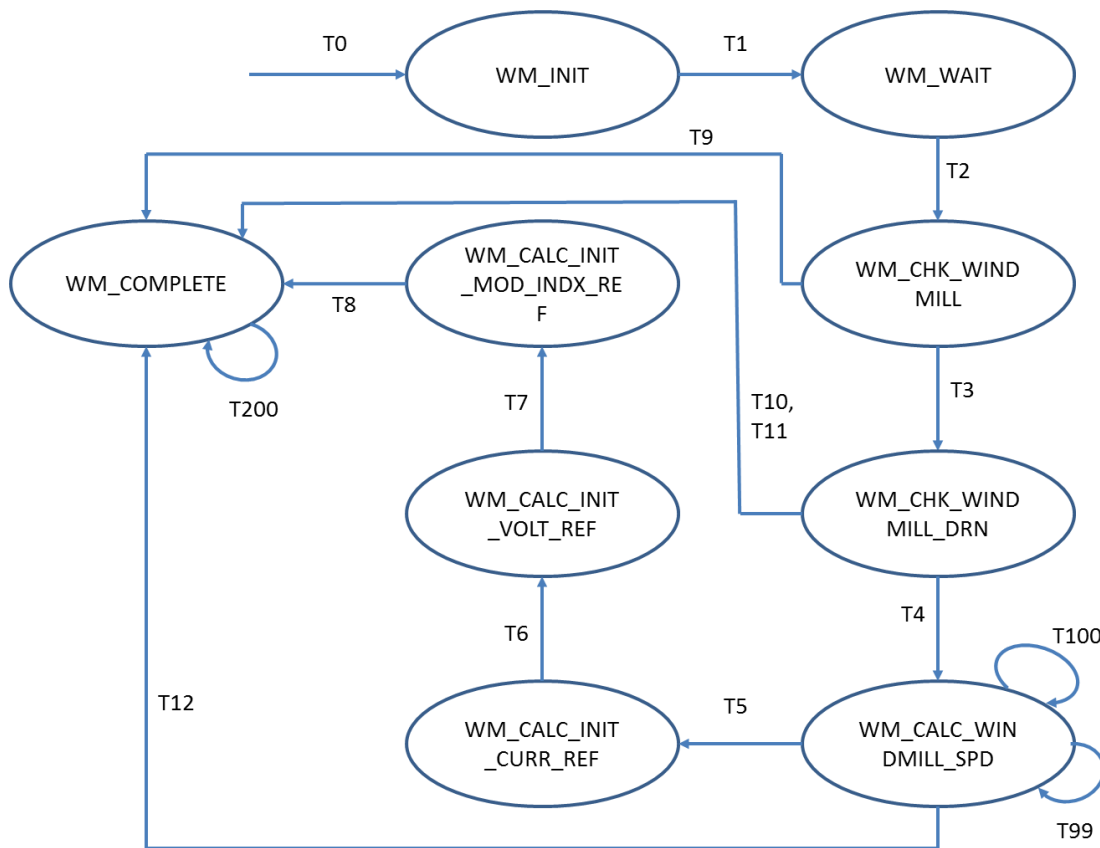 T0
T1
WM_INIT
WM_WAIT
T9
T2
WM_COMPLETE
WM_CALC_INIT
_MOD_INDX_RE
F
WM_CHK_WIND
MILL
T8
T200
T7
T10,
T11
T3
WM_CALC_INIT
_VOLT_REF
WM_CHK_WIND
MILL_DRN
T6
T4
T100
T12
T5
WM_CALC_INIT
_CURR_REF
WM_CALC_WIN
DMILL_SPD
T99